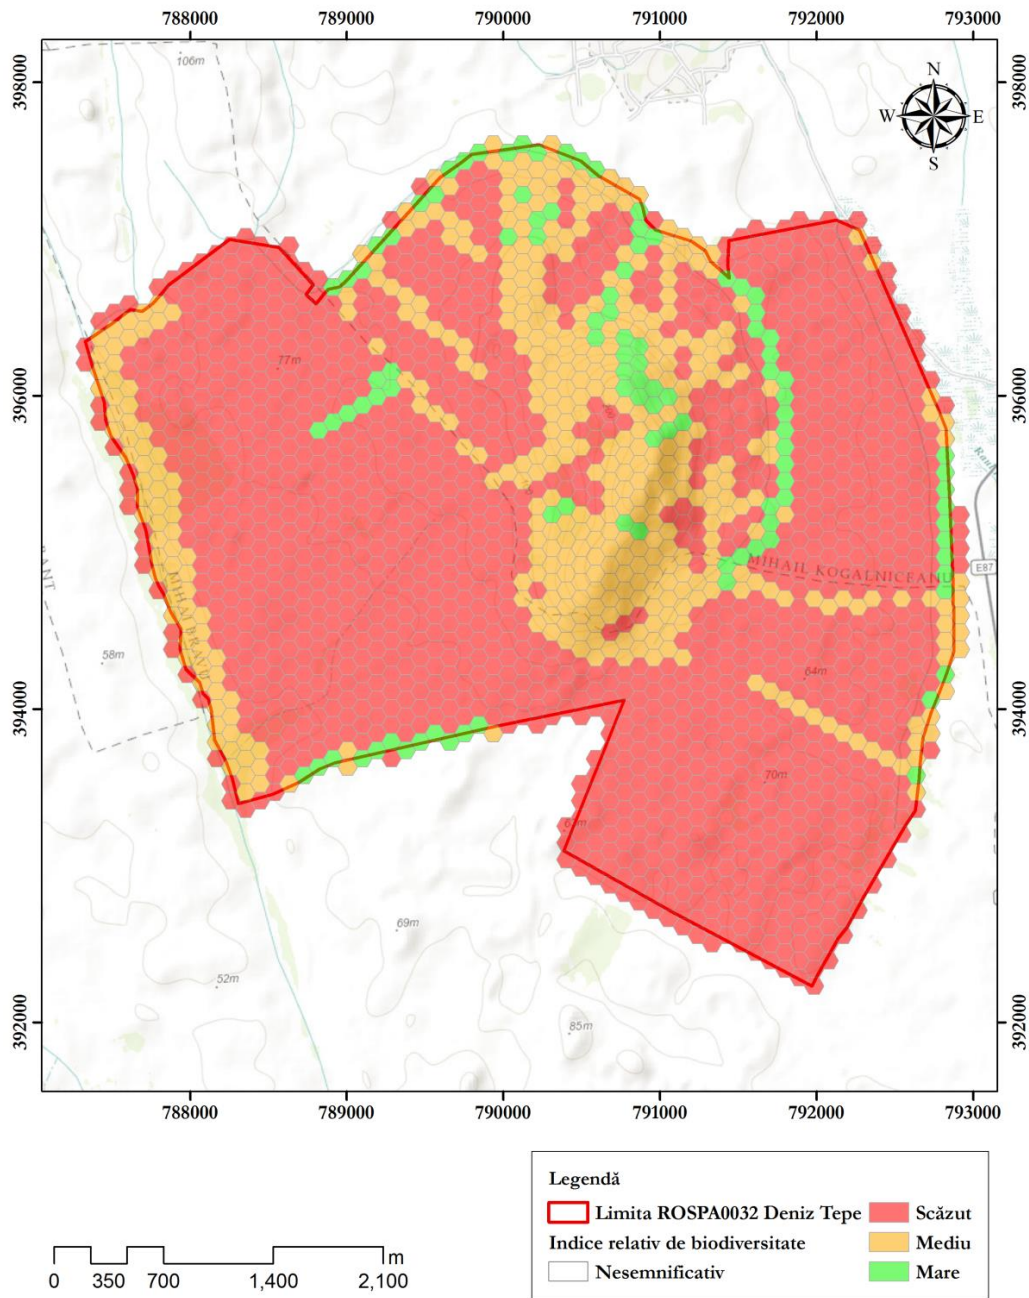 788000 789000 790000 791000 792000 793000
398000 398000
106m
N
W E
S
77m
396000 396000
MIHAIL KOGALNICEANU
E87
MIHAI BRAVU
58m
64m
394000 394000
70m
69m
52m
85m
392000 392000
788000 789000 790000 791000 792000 793000
Legendă
Limita ROSPA0032 Deniz Tepe Scăzut
Indice relativ de biodiversitate Mediu
Nesemnificativ Mare
m
0 350 700 1,400 2,100